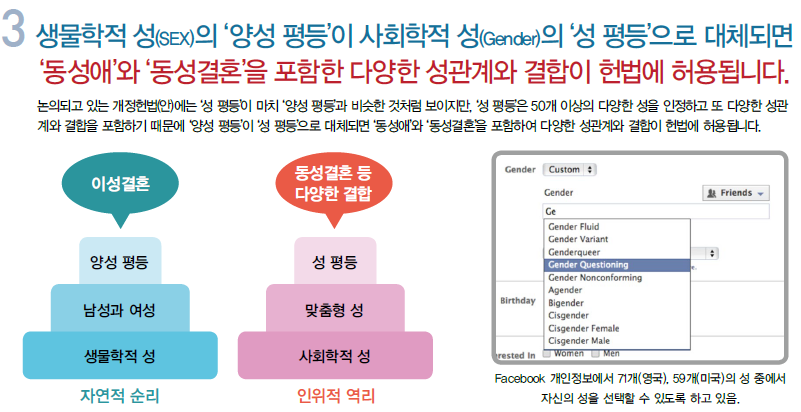 3 생물학적 성(SEX)의 ‘양성 평등’이 사회학적 성(Gender)의 ‘성 평등’으로 대체되면
‘동성애’와 ‘동성결혼’을 포함한 다양한 성관계와 결합이 헌법에 허용됩니다.
논의되고 있는 개정헌법(안)에는 ‘성 평등’이 마치 ‘양성 평등’과 비슷한 것처럼 보이지만, ‘성 평등’은 50개 이상의 다양한 성을 인정하고 또 다양한 성관
계와 결합을 포함하기 때문에 ‘양성 평등’이 ‘성 평등’으로 대체되면 ‘동성애’와 ‘동성결혼’을 포함하여 다양한 성관계와 결합이 헌법에 허용됩니다.
이성결혼
양성 평등
남성과 여성
생물학적 성
자연적 순리
동성결혼 등
다양한 결합
성 평등
맞춤형 성
사회학적 성
인위적 역리
Gender Custom
Gender
Friends
Ge
Gender Fluid
Gender Variant
Genderqueer
Gender Questioning
Gender Nonconforming
Agender
Bigender
Cisgender
Cisgender Female
Cisgender Male
Birthday
erested In Women Men
Facebook 개인정보에서 71개(영국), 59개(미국)의 성 중에서
자신의 성을 선택할 수 있도록 하고 있음.